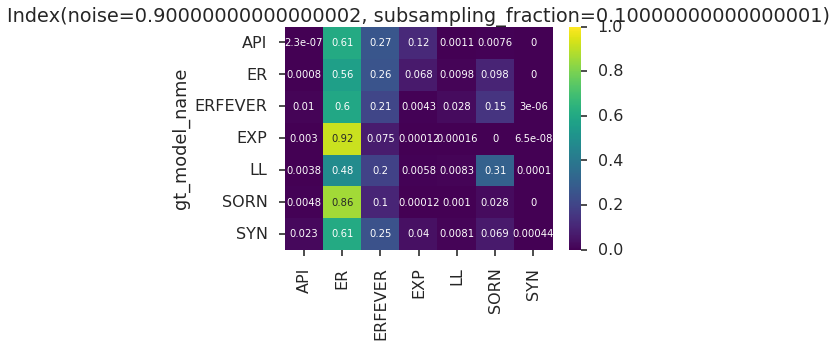 Index(noise=0.900000000000000002, subsampling_fraction=0.10000000000000001)
gt_model_name
API 2.3e-07 0.61 0.27 0.12 0.0011 0.0076 0
ER 0.0008 0.56 0.26 0.068 0.0098 0.098 0
ERFEVER 0.01 0.6 0.21 0.0043 0.028 0.15 3e-06
EXP 0.003 0.92 0.075 0.00012 0.00016 0 6.5e-08
LL 0.0038 0.48 0.2 0.0058 0.0083 0.31 0.0001
SORN 0.0048 0.86 0.1 0.00012 0.001 0.028 0
SYN 0.023 0.61 0.25 0.04 0.0081 0.069 0.00044
API ER ERFEVER EXP LL SORN SYN
1.0
0.8
0.6
0.4
0.2
0.0